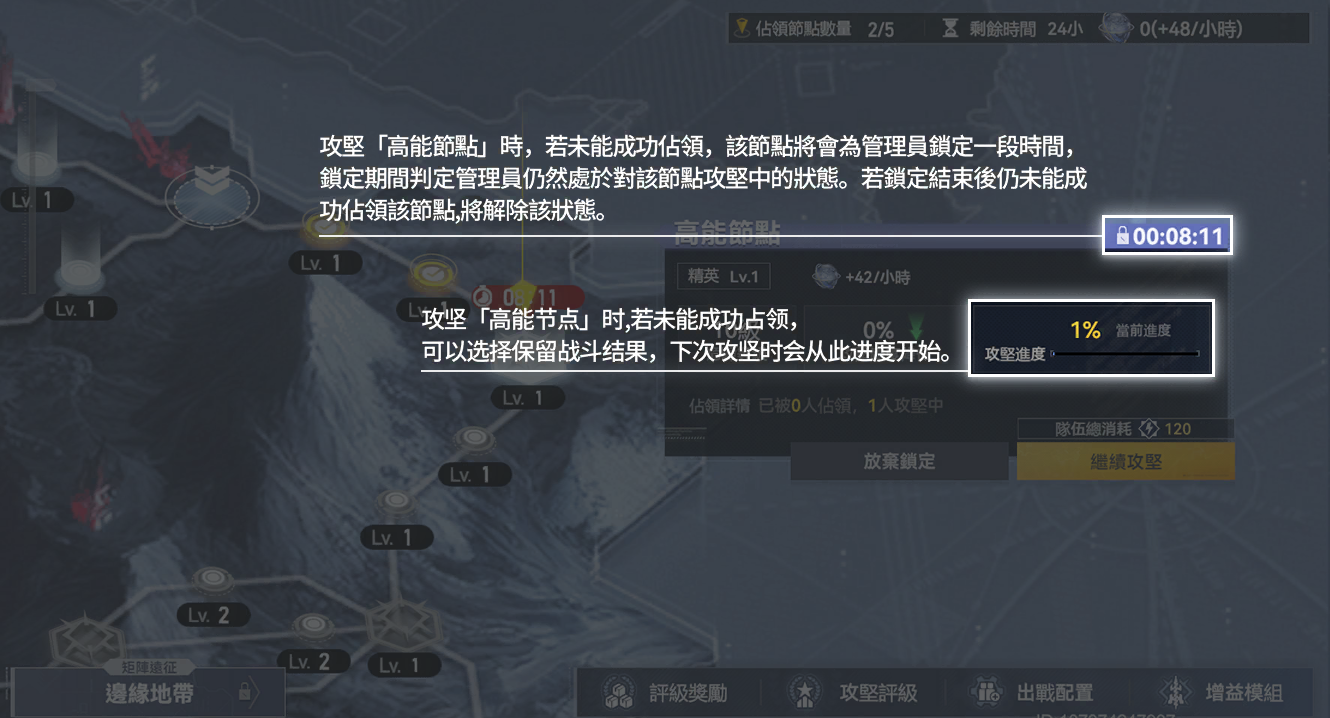 佔領節點數量 2/5 剩餘時間 24小 0(+48/小時)
攻堅「高能節點」時，若未能成功佔領，該節點將會為管理員鎖定一段時間，
鎖定期間判定管理員仍然處於對該節點攻堅中的狀態。若鎖定結束後仍未能成
功佔領該節點,將解除該狀態。
Lv. 1
高能節點
00:08:11
Lv. 1
精英 Lv.1
+42/小時
Lv. 1
Lv. 1
攻坚「高能节点」时,若未能成功占领，
可以选择保留战斗结果，下次攻坚时会从此进度开始。
0%
1% 當前進度
攻堅進度
Lv. 1
佔領詳情 已被0人佔領，1人攻堅中
隊伍總消耗 120
放棄鎖定
繼續攻堅
Lv. 1
Lv. 1
Lv. 2
Lv. 2
Lv. 1
矩陣遠征
邊緣地帶
評級獎勵
攻堅評級
出戰配置
增益模組